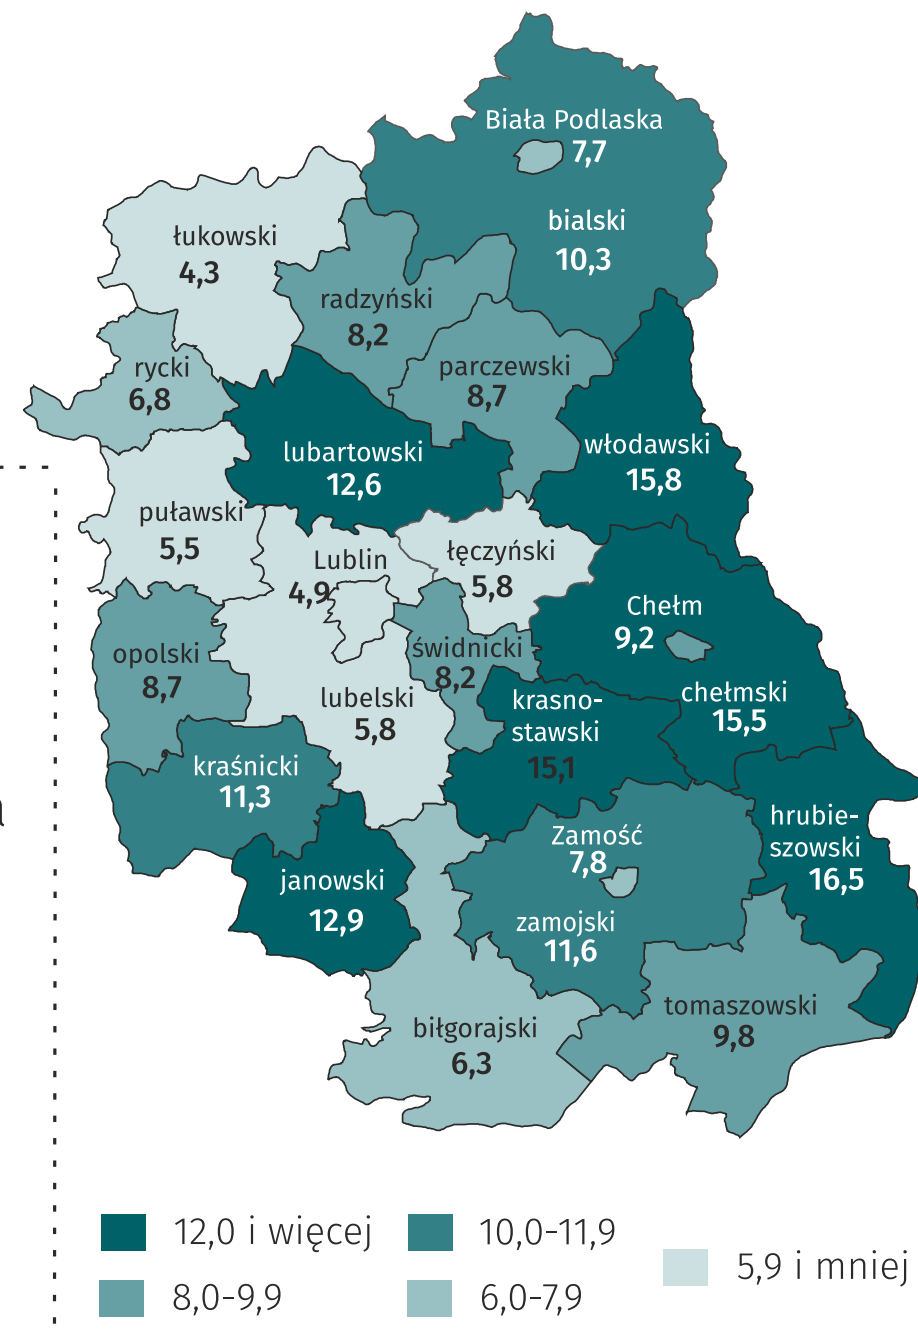 Biała Podlaska
7,7
bialski
10,3
łukowski
4,3
radzyński
8,2
rycki
6,8
parczewski
8,7
lubartowski
12,6
włodawski
15,8
puławski
5,5
Lublin
4,9
łęczyński
5,8
Chełm
9,2
opolski
8,7
świdnicki
8,2
lubelski
5,8
krasno-
stawski
15,1
chełmski
15,5
kraśnicki
11,3
hrubie-
szowski
16,5
Zamość
7,8
janowski
12,9
zamojski
11,6
tomaszowski
9,8
biłgorajski
6,3
12,0 i więcej
10,0-11,9
5,9 i mniej
8,0-9,9
6,0-7,9